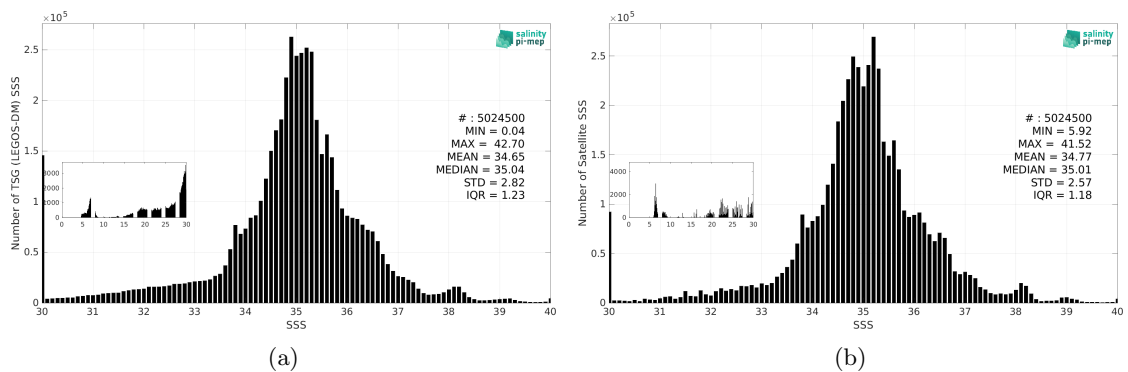 ×10⁵
salinity
pi-mep
# : 5024500
MIN = 0.04
MAX = 42.70
MEAN = 34.65
MEDIAN = 35.04
STD = 2.82
IQR = 1.23
Number of TSG (LEGOS-DM) SSS
2.5
2
1.5
1
0.5
0
3000
2000
1000
0
0 5 10 15 20 25 30
30 31 32 33 34 35 36 37 38 39 40
SSS
(a)
×10⁵
salinity
pi-mep
# : 5024500
MIN = 5.92
MAX = 41.52
MEAN = 34.77
MEDIAN = 35.01
STD = 2.57
IQR = 1.18
Number of Satellite SSS
2.5
2
1.5
1
0.5
0
4000
2000
0
0 5 10 15 20 25 30
30 31 32 33 34 35 36 37 38 39 40
SSS
(b)